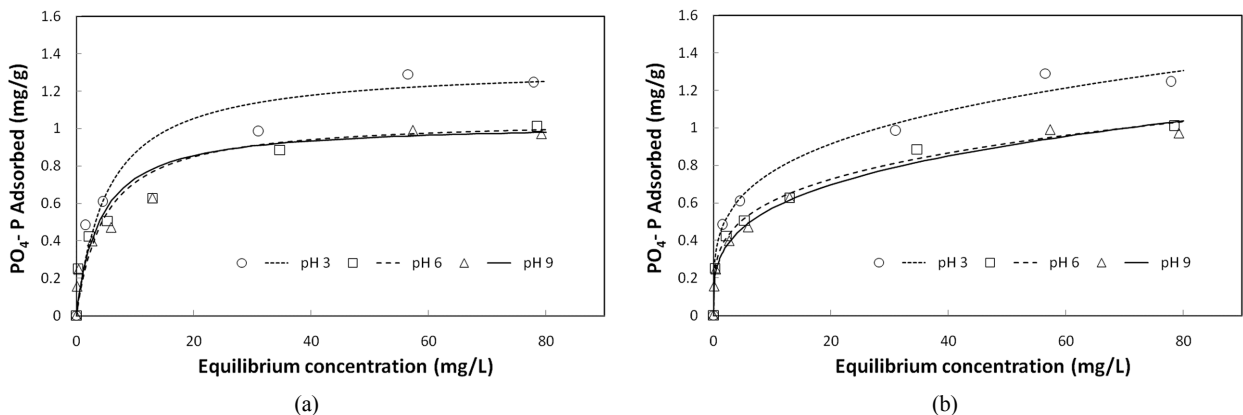 1.6
1.4
1.2
1
0.8
0.6
0.4
0.2
0
PO₄- P Adsorbed (mg/g)
pH 3
pH 6
pH 9
0
20
40
60
80
Equilibrium concentration (mg/L)
(a)
1.6
1.4
1.2
1
0.8
0.6
0.4
0.2
0
PO₄- P Adsorbed (mg/g)
pH 3
pH 6
pH 9
0
20
40
60
80
Equilibrium concentration (mg/L)
(b)